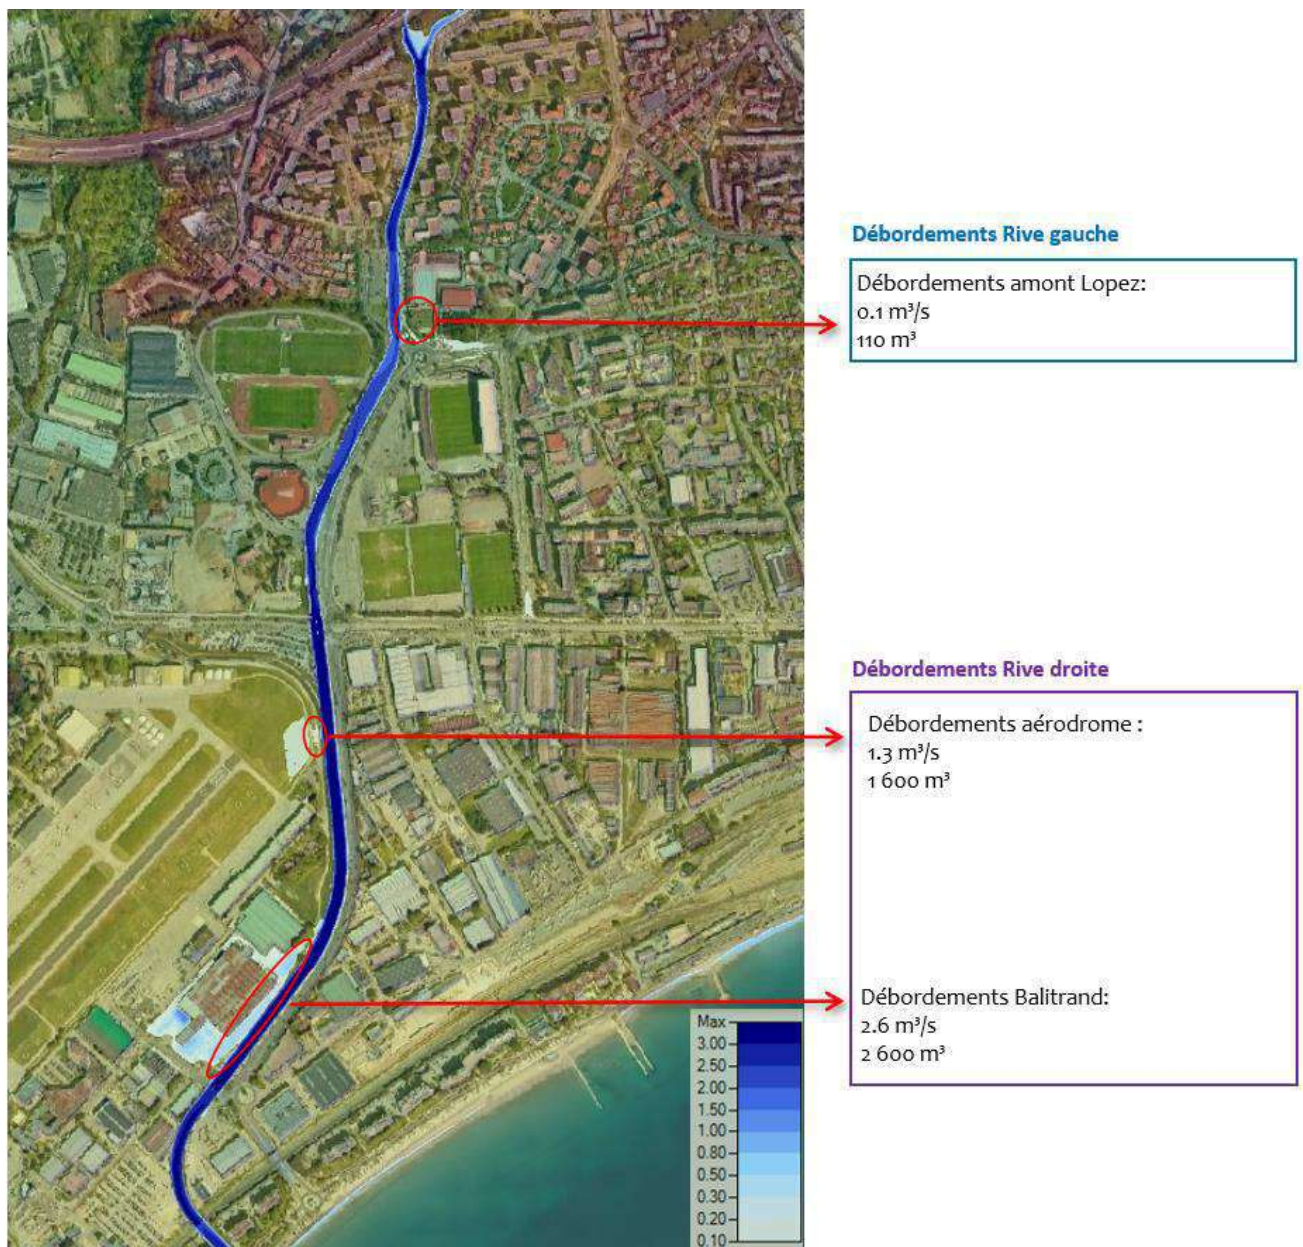 Débordements Rive gauche
Débordements amont Lopez:
0.1 m³/s
110 m³
Débordements Rive droite
Débordements aérodrome :
1.3 m³/s
1 600 m³
Débordements Balitrand:
2.6 m³/s
2 600 m³
Max
3.00
2.50
2.00
1.50
1.00
0.80
0.50
0.30
0.20
0.10